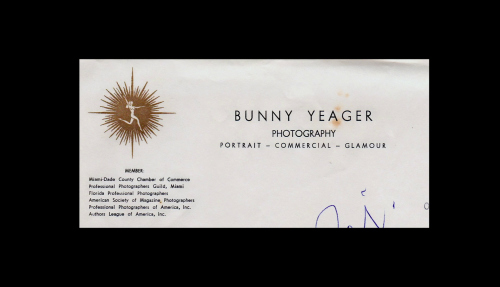 BUNNY YEAGER
PHOTOGRAPHY
PORTRAIT – COMMERCIAL – GLAMOUR
MEMBER:
Miami-Dade County Chamber of Commerce
Professional Photographers Guild, Miami
Florida Professional Photographers
American Society of Magazine Photographers
Professional Photographers of America, Inc.
Authors League of America, Inc.